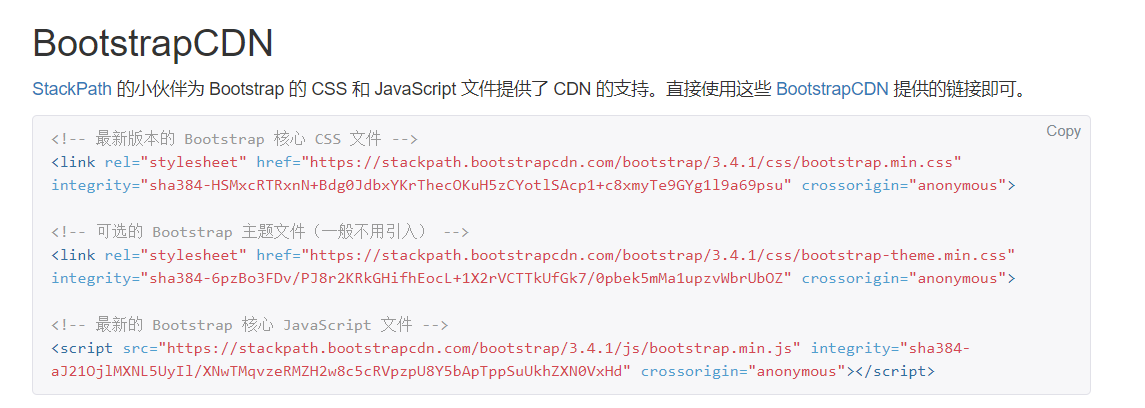 BootstrapCDN
StackPath 的小伙伴为 Bootstrap 的 CSS 和 JavaScript 文件提供了 CDN 的支持。直接使用这些 BootstrapCDN 提供的链接即可。
Copy
<!-- 最新版本的 Bootstrap 核心 CSS 文件 -->
<link rel="stylesheet" href="https://stackpath.bootstrapcdn.com/bootstrap/3.4.1/css/bootstrap.min.css"
integrity="sha384-HSMxcRTRxnN+Bdg0JdbxYKrThecOKuH5zCYotlSAcp1+c8xmyTe9GYg1l9a69psu" crossorigin="anonymous">
<!-- 可选的 Bootstrap 主题文件（一般不用引入） -->
<link rel="stylesheet" href="https://stackpath.bootstrapcdn.com/bootstrap/3.4.1/css/bootstrap-theme.min.css"
integrity="sha384-6pzBo3FDv/PJ8r2KRkGHifhEocL+1X2rVCTTkUfGk7/0pbek5mMa1upzvWbrUbOZ" crossorigin="anonymous">
<!-- 最新的 Bootstrap 核心 JavaScript 文件 -->
<script src="https://stackpath.bootstrapcdn.com/bootstrap/3.4.1/js/bootstrap.min.js" integrity="sha384-
aJ21OjlMXNL5UyIl/XNwTMqvzeRMZH2w8c5cRVpzpU8Y5bApTppSuUkhZXN0VxHd" crossorigin="anonymous"></script>